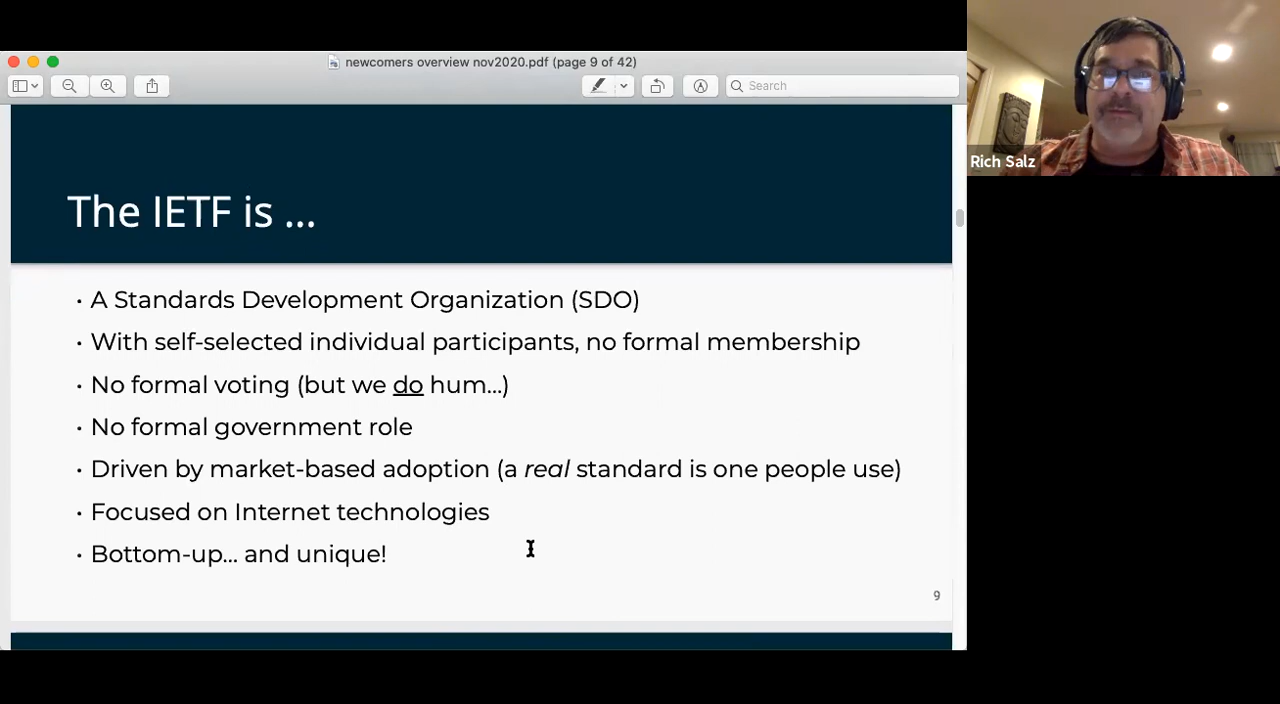 newcomers overview nov2020.pdf (page 9 of 42)
Search
Rich Salz
The IETF is ...
• A Standards Development Organization (SDO)
• With self-selected individual participants, no formal membership
• No formal voting (but we do hum...)
• No formal government role
• Driven by market-based adoption (a real standard is one people use)
• Focused on Internet technologies
• Bottom-up... and unique!
9